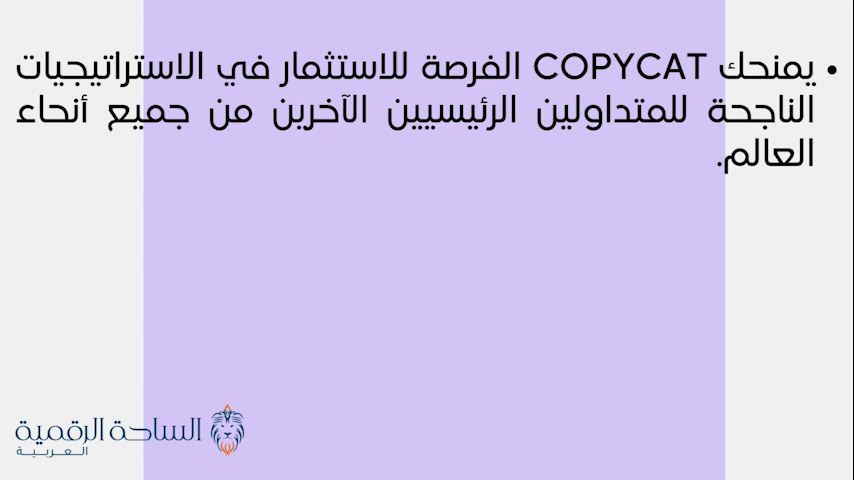 • يمنحك COPYCAT الفرصة للاستثمار في الاستراتيجيات
الناجحة للمتداولين الرئيسيين الآخرين من جميع أنحاء
العالم.
الساحة الرقمية
العربية